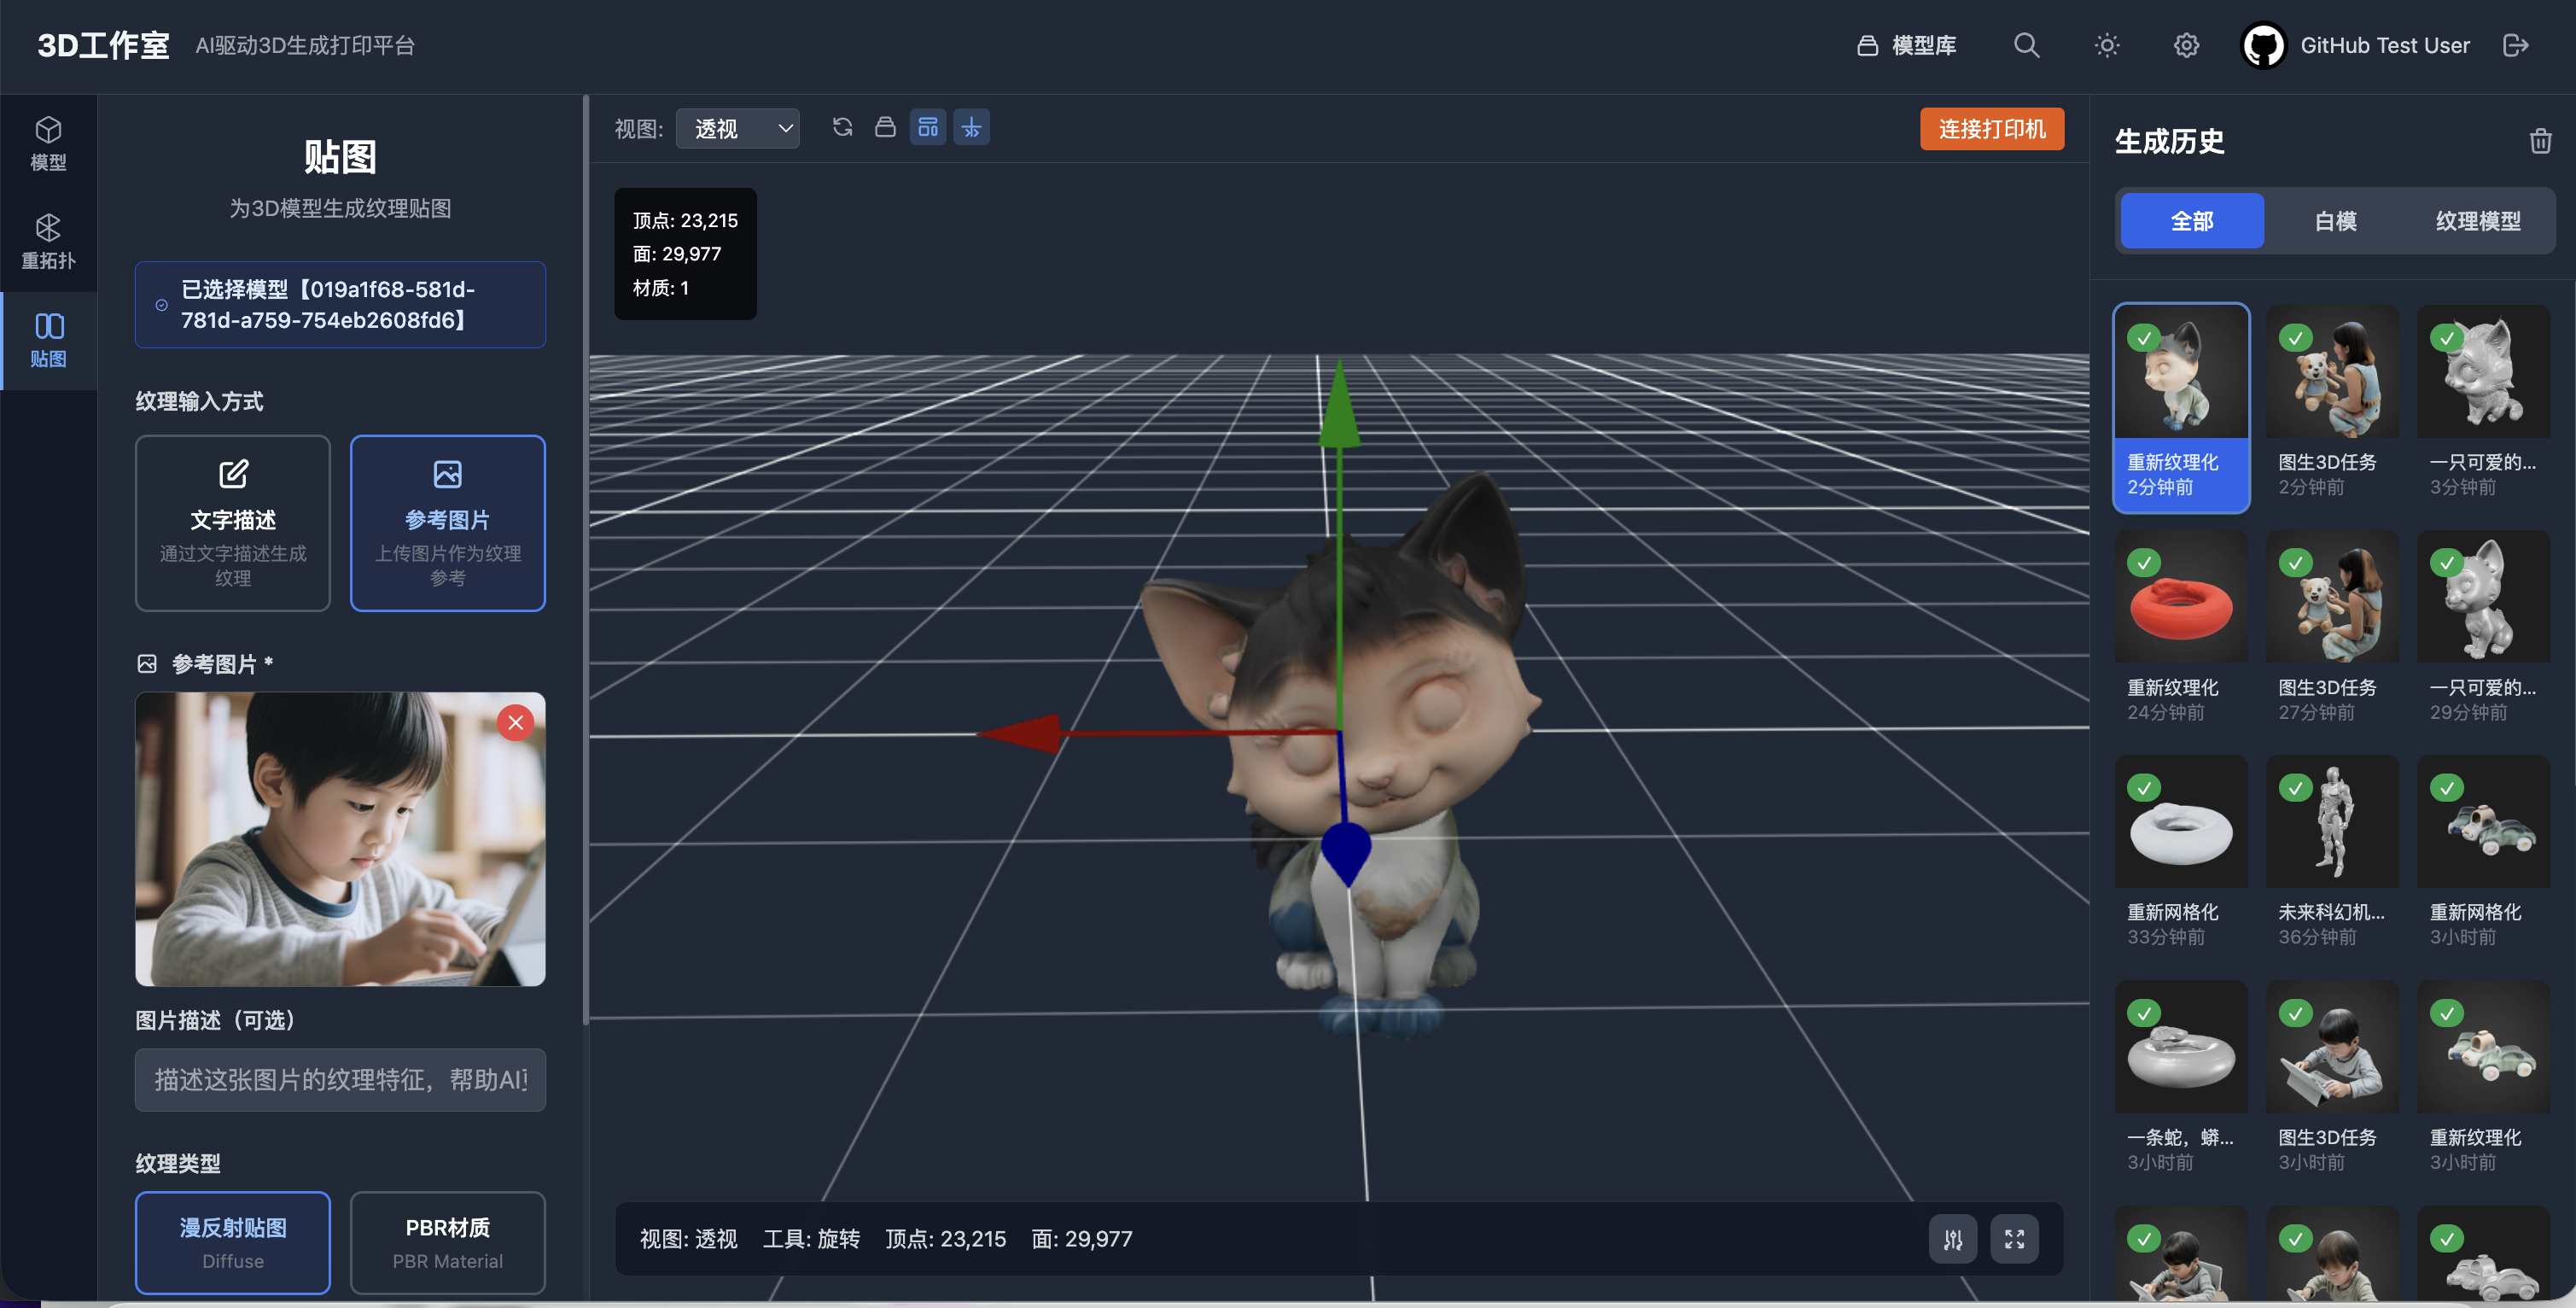 3D工作室
AI驱动3D生成打印平台
模型库
GitHub Test User
模型
重拓扑
贴图
贴图
为3D模型生成纹理贴图
已选择模型【019a1f68-581d-
781d-a759-754eb2608fd6】
纹理输入方式
文字描述
通过文字描述生成
纹理
参考图片
上传图片作为纹理
参考
参考图片 *
图片描述（可选）
描述这张图片的纹理特征，帮助AI
纹理类型
漫反射贴图
Diffuse
PBR材质
PBR Material
视图:
透视
连接打印机
顶点: 23,215
面: 29,977
材质: 1
视图: 透视 工具: 旋转 顶点: 23,215 面: 29,977
生成历史
全部
白模
纹理模型
重新纹理化
2分钟前
图生3D任务
2分钟前
一只可爱的...
3分钟前
重新纹理化
24分钟前
图生3D任务
27分钟前
一只可爱的...
29分钟前
重新网格化
33分钟前
未来科幻机...
36分钟前
重新网格化
3小时前
一条蛇，蟒...
3小时前
图生3D任务
3小时前
重新纹理化
3小时前